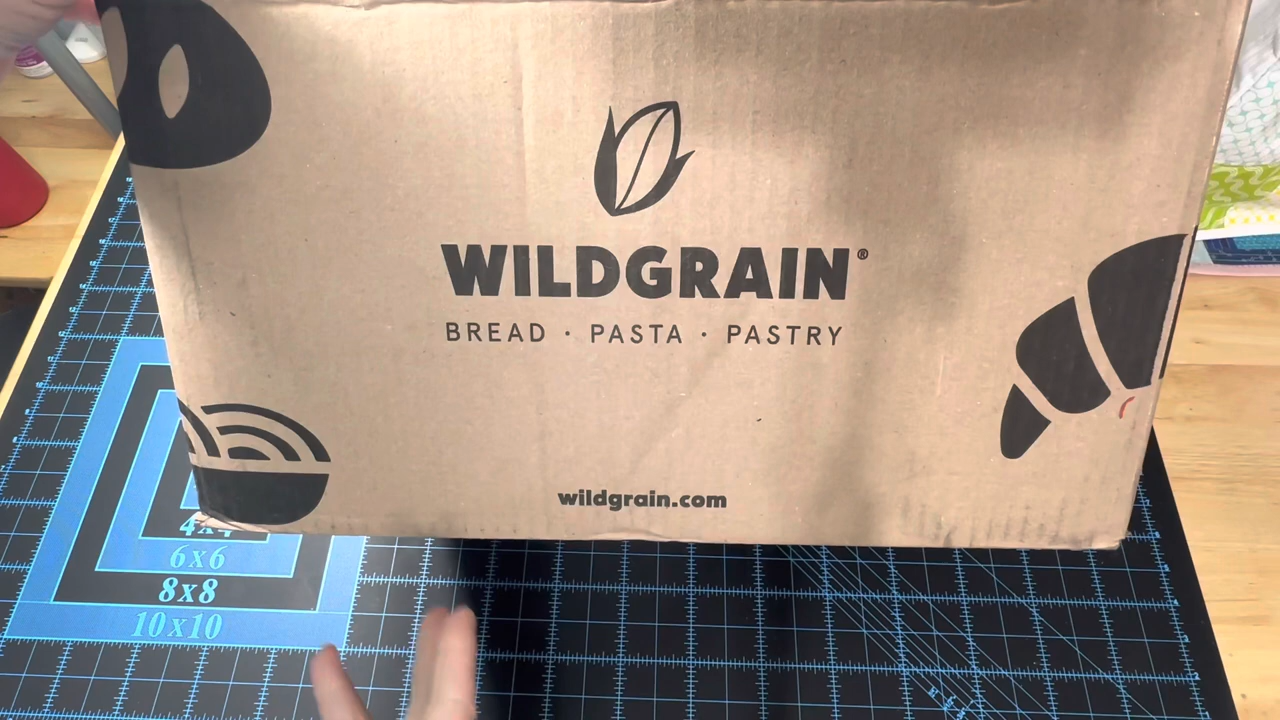 WILDGRAIN®
BREAD · PASTA · PASTRY
wildgrain.com
4x4
6x6
8x8
10x10